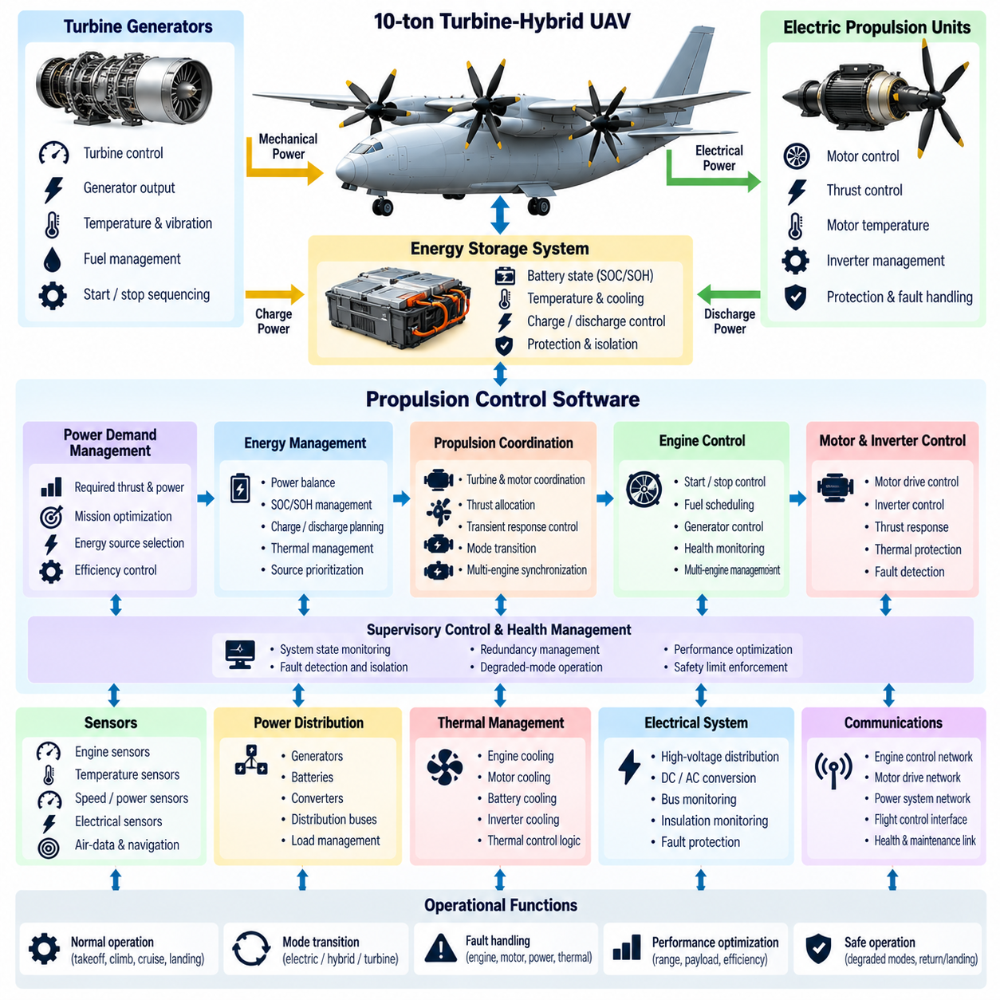 10-ton Turbine-Hybrid UAV
Turbine Generators
Turbine control
Generator output
Temperature & vibration
Fuel management
Start / stop sequencing
Mechanical
Power
Electrical
Power
Electric Propulsion Units
Motor control
Thrust control
Motor temperature
Inverter management
Protection & fault handling
Charge
Power
Energy Storage System
Battery state (SOC/SOH)
Temperature & cooling
Charge / discharge control
Protection & isolation
Discharge
Power
Propulsion Control Software
Power Demand
Management
Required thrust & power
Mission optimization
Energy source selection
Efficiency control
Energy Management
• Power balance
• SOC/SOH management
• Charge / discharge planning
• Thermal management
• Source prioritization
Propulsion Coordination
• Turbine & motor coordination
• Thrust allocation
• Transient response control
• Mode transition
• Multi-engine synchronization
Engine Control
• Start / stop control
• Fuel scheduling
• Generator control
• Health monitoring
• Multi-engine management
Motor & Inverter Control
• Motor drive control
• Inverter control
• Thrust response
• Thermal protection
• Fault detection
Supervisory Control & Health Management
• System state monitoring
• Fault detection and isolation
• Redundancy management
• Degraded-mode operation
• Performance optimization
• Safety limit enforcement
Sensors
Engine sensors
Temperature sensors
Speed / power sensors
Electrical sensors
Air-data & navigation
Power Distribution
• Generators
• Batteries
• Converters
• Distribution buses
• Load management
Thermal Management
• Engine cooling
• Motor cooling
• Battery cooling
• Inverter cooling
• Thermal control logic
Electrical System
• High-voltage distribution
• DC / AC conversion
• Bus monitoring
• Insulation monitoring
• Fault protection
Communications
• Engine control network
• Motor drive network
• Power system network
• Flight control interface
• Health & maintenance link
Operational Functions
Normal operation
(takeoff, climb, cruise, landing)
Mode transition
(electric / hybrid / turbine)
Fault handling
(engine, motor, power, thermal)
Performance optimization
(range, payload, efficiency)
Safe operation
(degraded modes, return/landing)